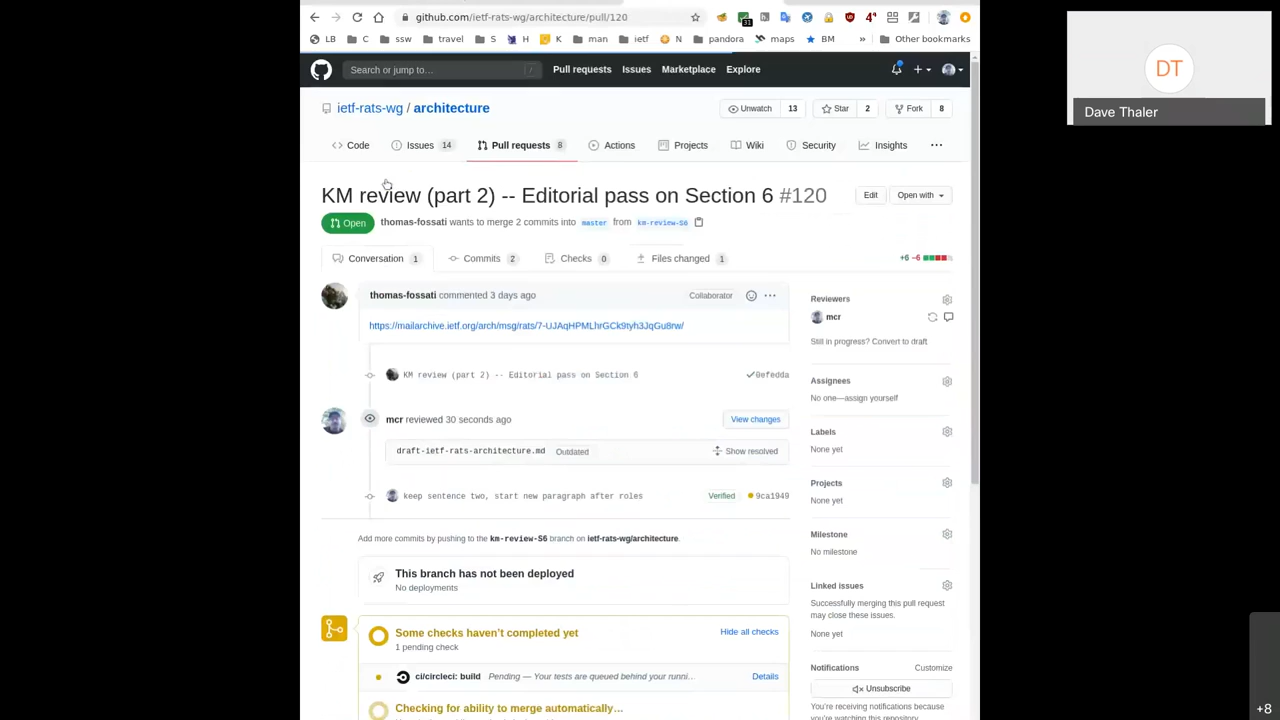 github.com/ietf-rats-wg/architecture/pull/120
31
4
LB C ssw travel S H K man ietf N pandora maps BM » Other bookmarks
Search or jump to… /
Pull requests Issues Marketplace Explore
ietf-rats-wg / architecture
Unwatch 13 Star 2 Fork 8
Code Issues 14 Pull requests 8 Actions Projects Wiki Security Insights
KM review (part 2) -- Editorial pass on Section 6 #120
Edit Open with
Open thomas-fossati wants to merge 2 commits into master from km-review-S6
Conversation 1 Commits 2 Checks 0 Files changed 1 +6 −6
thomas-fossati commented 3 days ago Collaborator
https://mailarchive.ietf.org/arch/msg/rats/7-UJAqHPMLhrGCk9tyh3JqGu8rw/
KM review (part 2) -- Editorial pass on Section 6 0efedda
mcr reviewed 30 seconds ago View changes
draft-ietf-rats-architecture.md Outdated Show resolved
keep sentence two, start new paragraph after roles Verified 9ca1949
Add more commits by pushing to the km-review-S6 branch on ietf-rats-wg/architecture.
This branch has not been deployed
No deployments
Some checks haven't completed yet Hide all checks
1 pending check
ci/circleci: build Pending — Your tests are queued behind your runni… Details
Checking for ability to merge automatically…
Reviewers
mcr
Still in progress? Convert to draft
Assignees
No one—assign yourself
Labels
None yet
Projects
None yet
Milestone
No milestone
Linked issues
Successfully merging this pull request
may close these issues.
None yet
Notifications Customize
Unsubscribe
You're receiving notifications because
you're watching this repository.
DT
Dave Thaler
+8